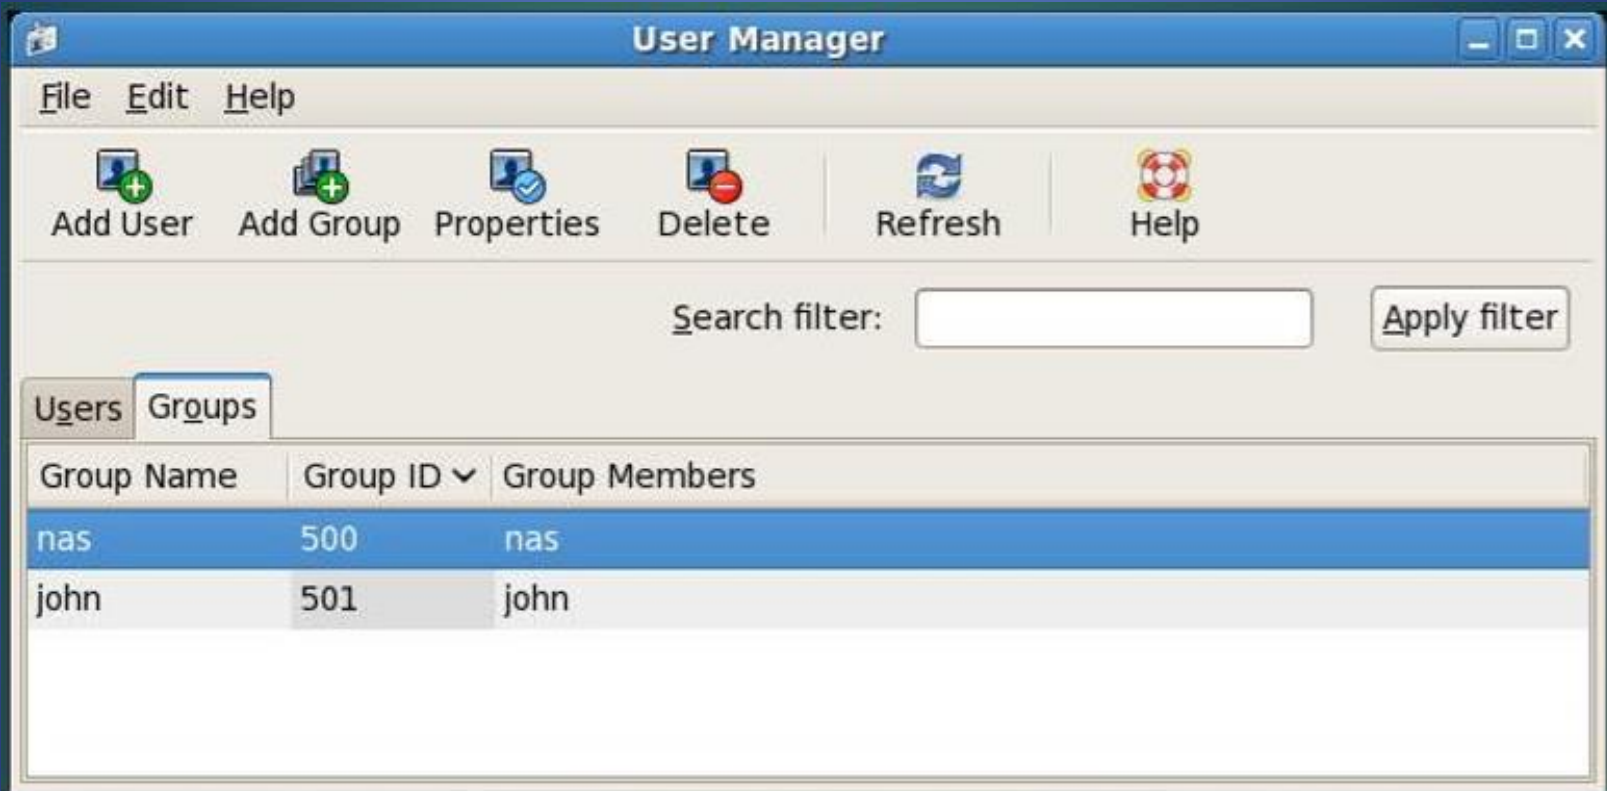 User Manager
File Edit Help
Add User Add Group Properties Delete Refresh Help
Search filter: Apply filter
Users Groups
Group Name Group ID Group Members
nas 500 nas
john 501 john